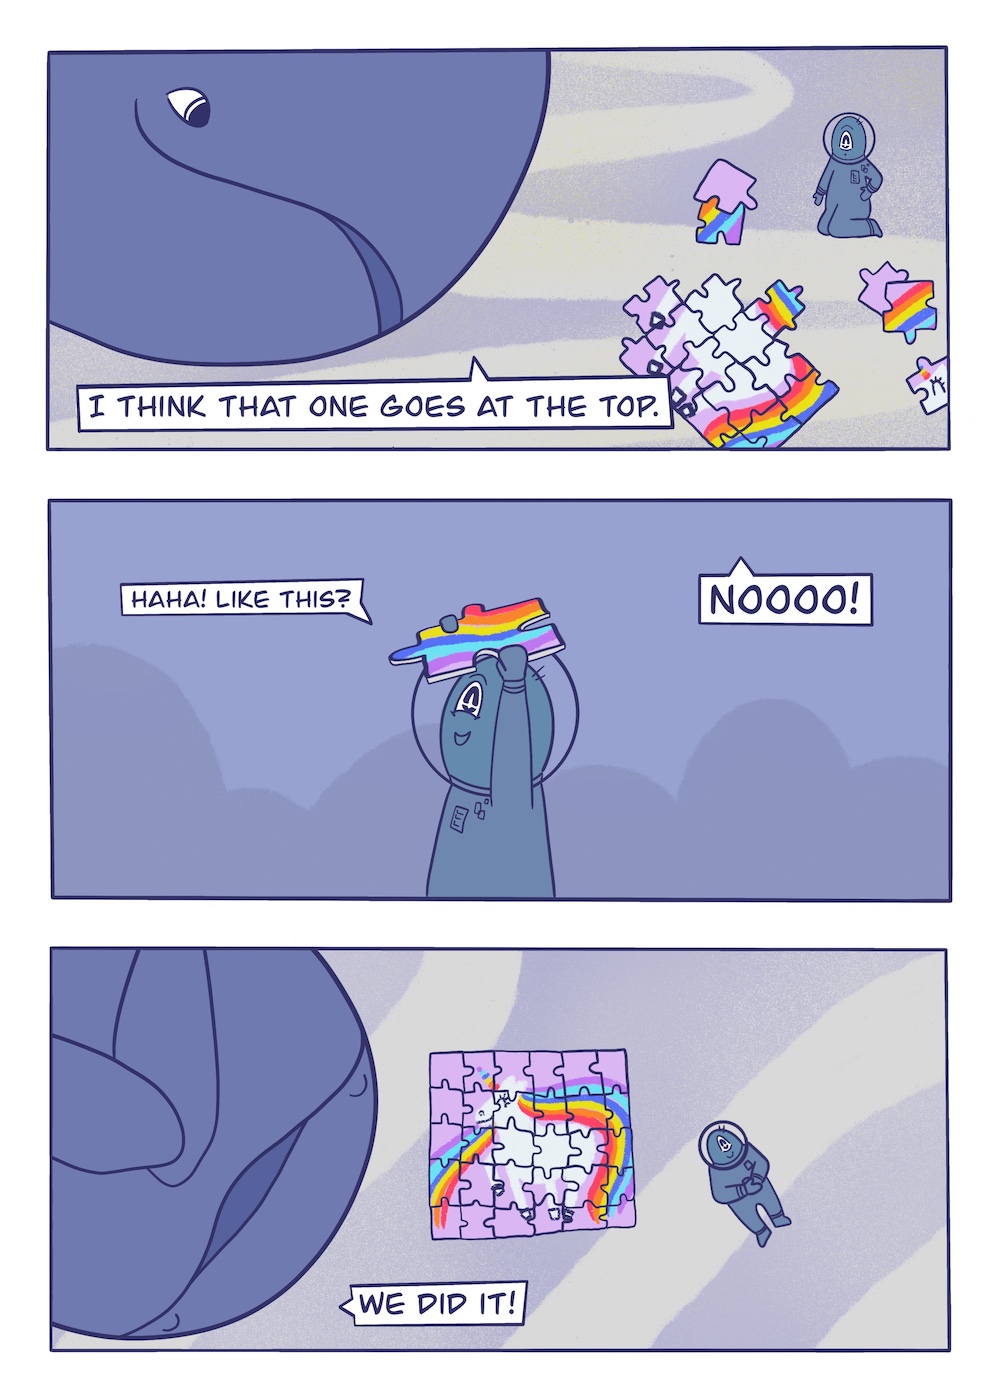 I THINK THAT ONE GOES AT THE TOP.
HAHA! LIKE THIS?
NOOOO!
WE DID IT!